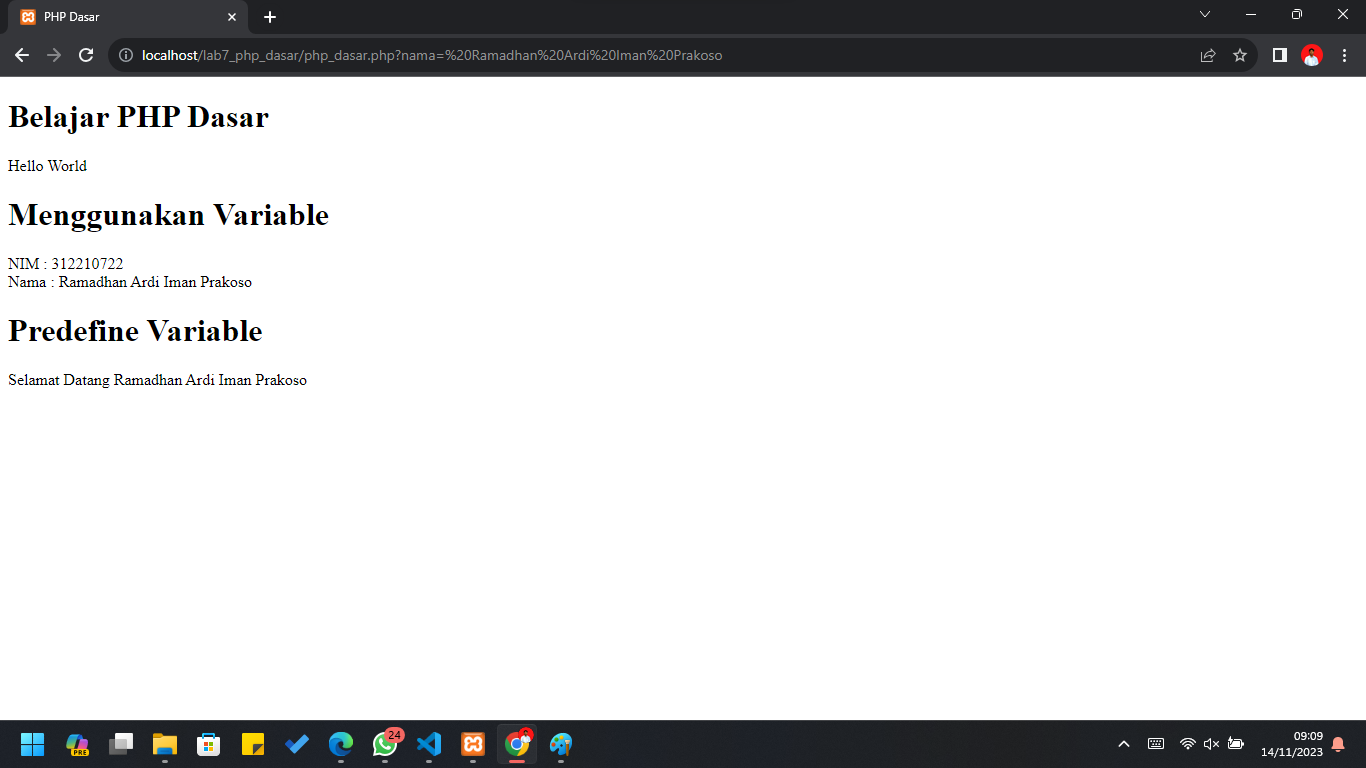 PHP Dasar
localhost/lab7_php_dasar/php_dasar.php?nama=%20Ramadhan%20Ardi%20Iman%20Prakoso
Belajar PHP Dasar
Hello World
Menggunakan Variable
NIM : 312210722
Nama : Ramadhan Ardi Iman Prakoso
Predefine Variable
Selamat Datang Ramadhan Ardi Iman Prakoso
PRE
24
09:09
14/11/2023